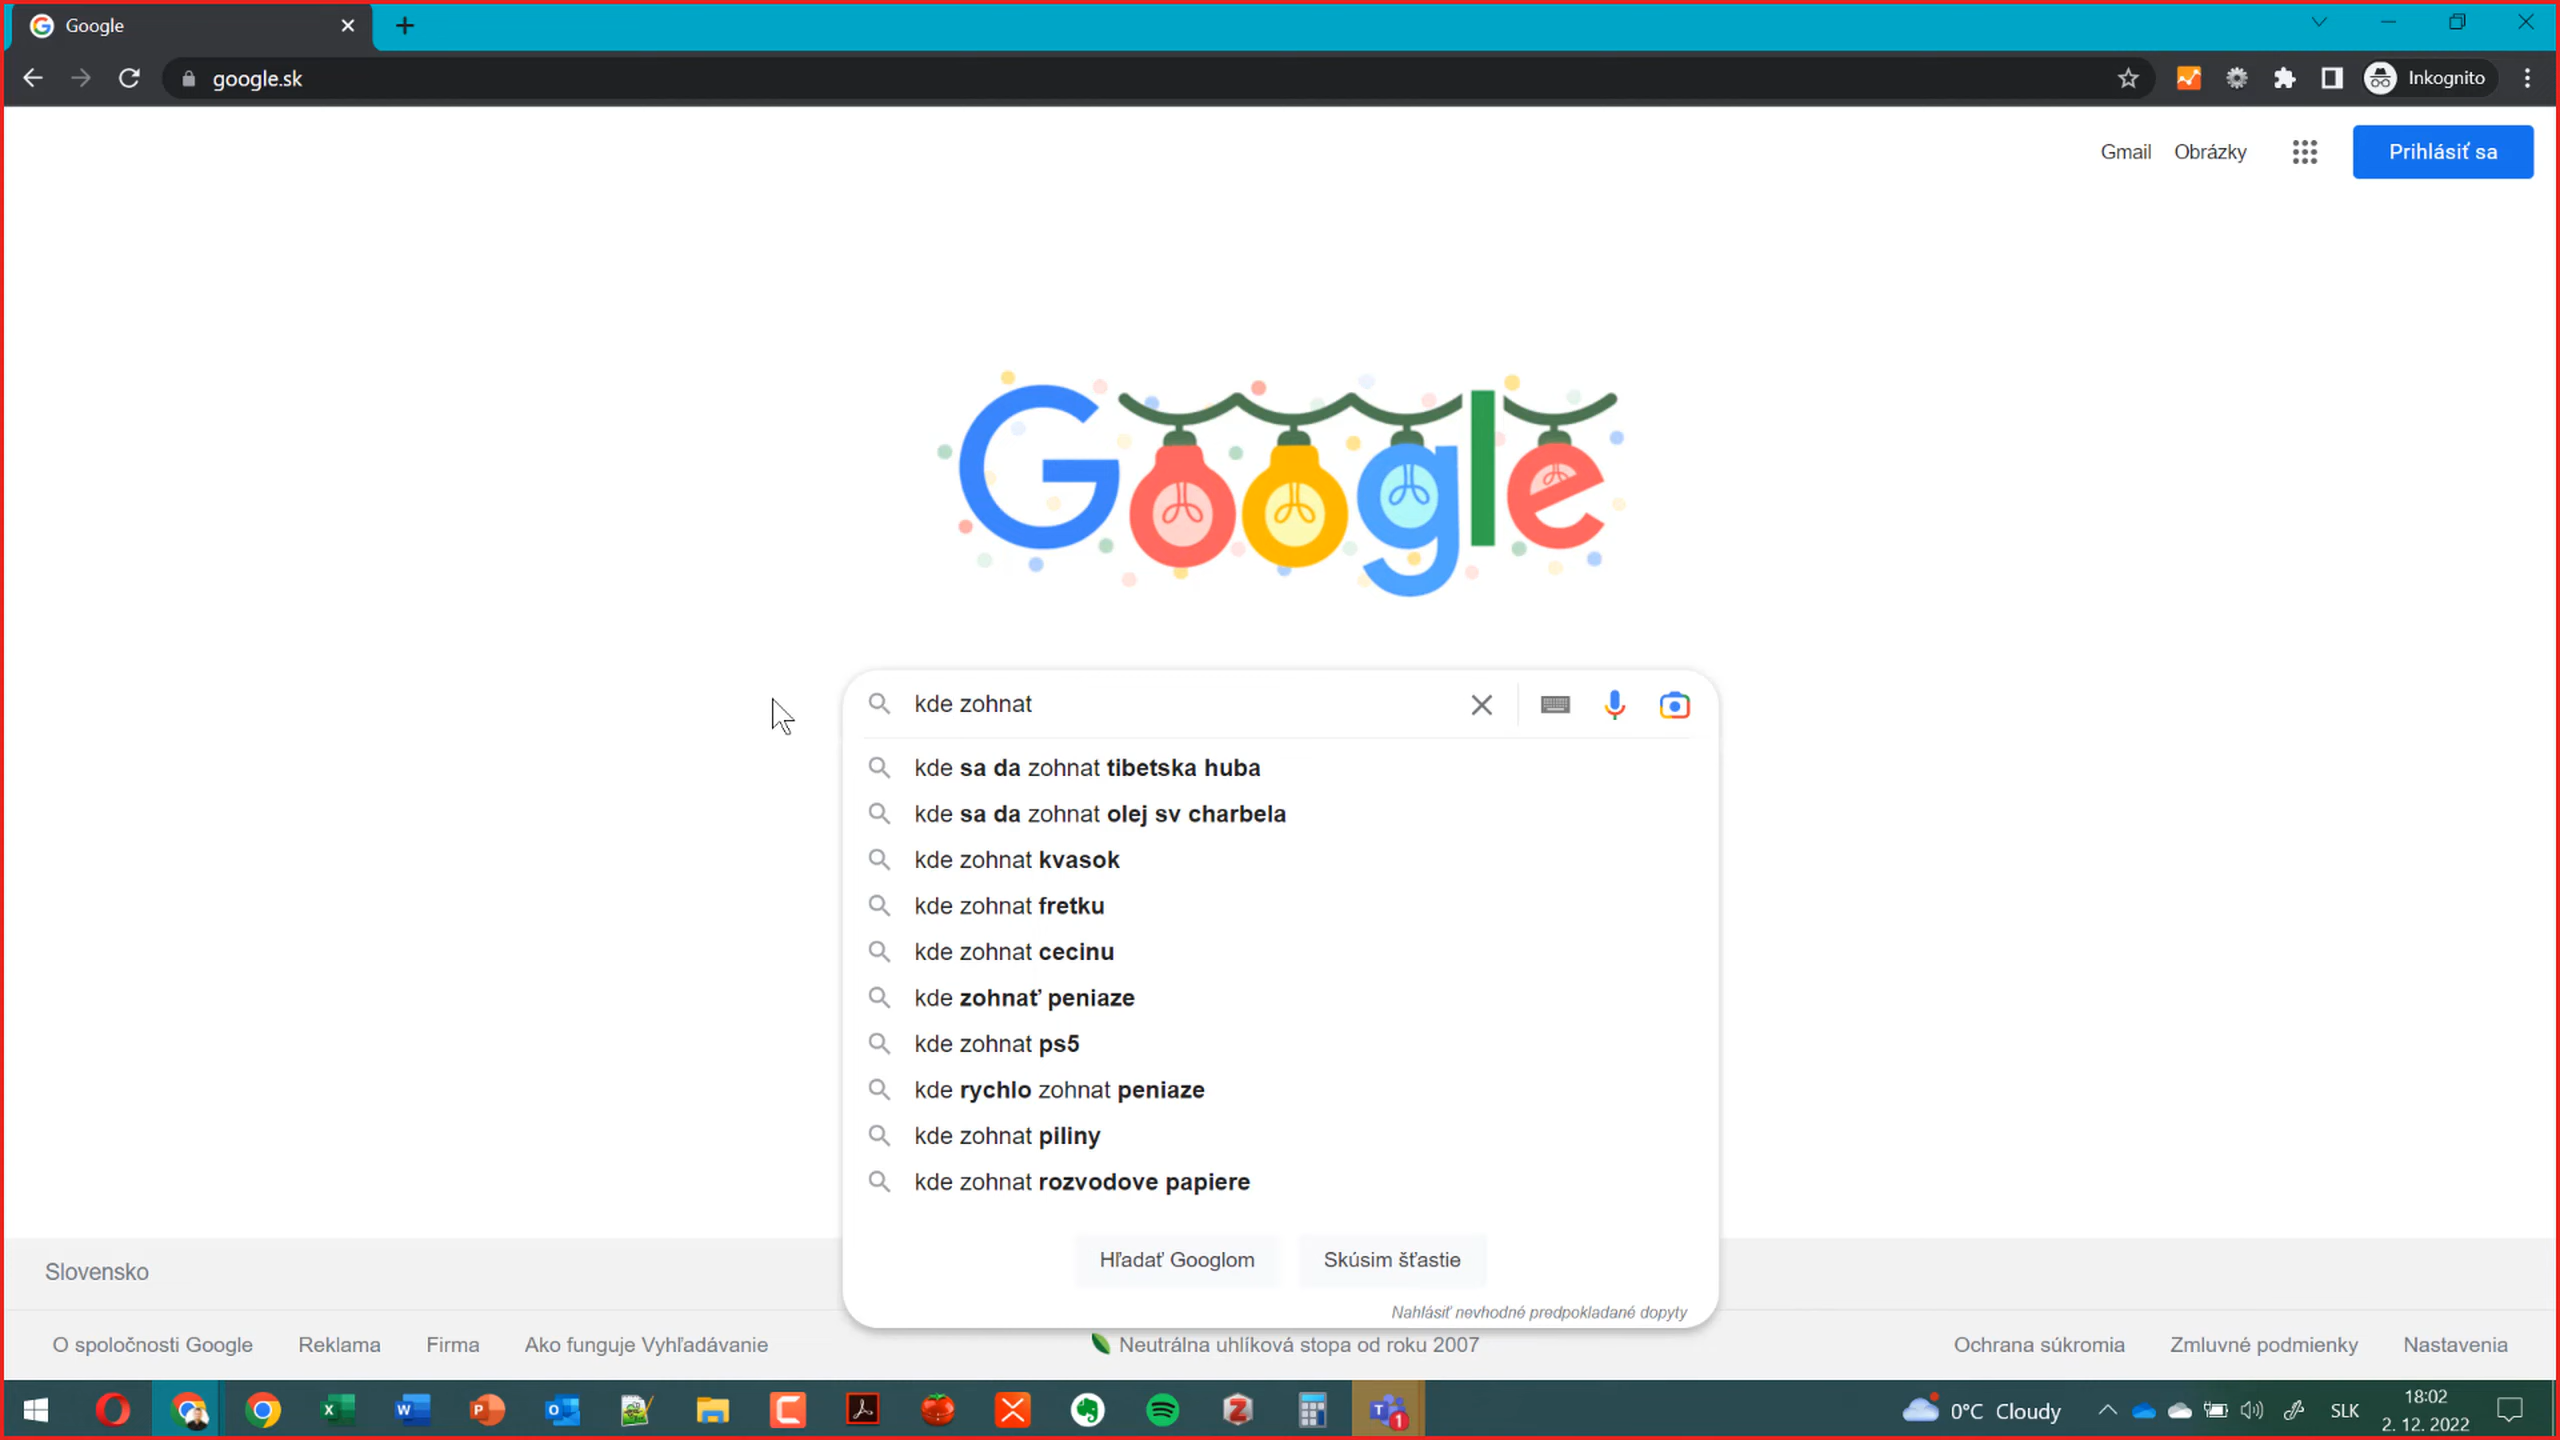 Google
google.sk
Inkognito
Gmail Obrázky Prihlásiť sa
Google
kde zohnat
kde sa da zohnat tibetska huba
kde sa da zohnat olej sv charbela
kde zohnat kvasok
kde zohnat fretku
kde zohnat cecinu
kde zohnať peniaze
kde zohnat ps5
kde rychlo zohnat peniaze
kde zohnat piliny
kde zohnat rozvodove papiere
Hľadať Googlom Skúsim šťastie
Nahlásiť nevhodné predpokladané dopyty
Slovensko
O spoločnosti Google Reklama Firma Ako funguje Vyhľadávanie Neutrálna uhlíková stopa od roku 2007 Ochrana súkromia Zmluvné podmienky Nastavenia
0°C Cloudy SLK 18:02
2. 12. 2022